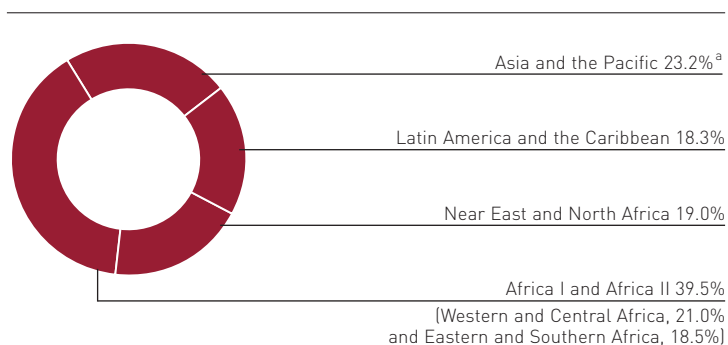 Asia and the Pacific 23.2%a
Latin America and the Caribbean 18.3%
Near East and North Africa 19.0%
Africa I and Africa II 39.5%
(Western and Central Africa, 21.0%
and Eastern and Southern Africa, 18.5%)